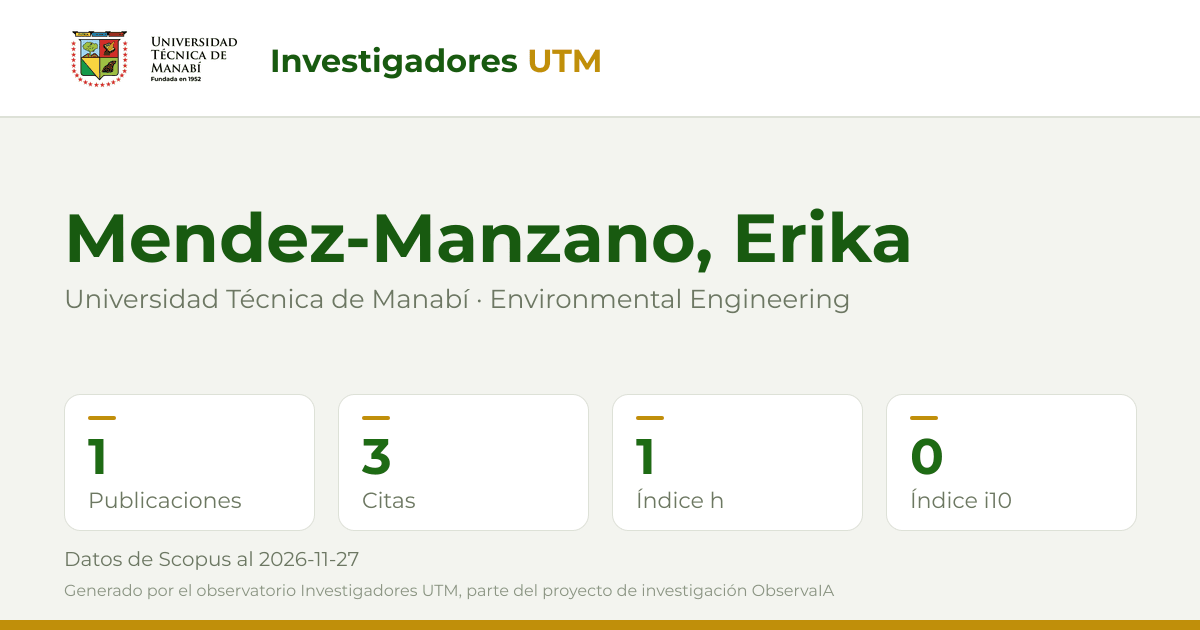 UNIVERSIDAD
TÉCNICA DE
MANABÍ
Fundada en 1952
Investigadores UTM
Mendez-Manzano, Erika
Universidad Técnica de Manabí · Environmental Engineering
1
Publicaciones
3
Citas
1
Índice h
0
Índice i10
Datos de Scopus al 2026-11-27
Generado por el observatorio Investigadores UTM, parte del proyecto de investigación ObservaIA